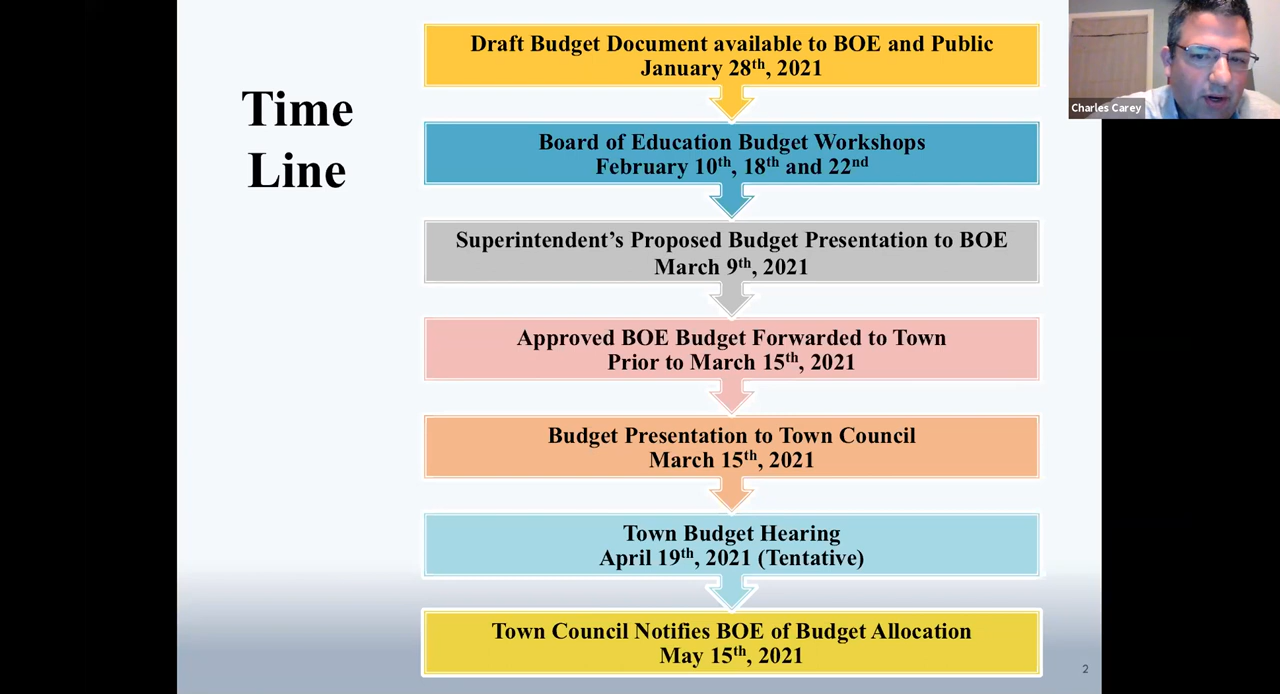 Time
Line
Draft Budget Document available to BOE and Public
January 28th, 2021
Board of Education Budget Workshops
February 10th, 18th and 22nd
Superintendent’s Proposed Budget Presentation to BOE
March 9th, 2021
Approved BOE Budget Forwarded to Town
Prior to March 15th, 2021
Budget Presentation to Town Council
March 15th, 2021
Town Budget Hearing
April 19th, 2021 (Tentative)
Town Council Notifies BOE of Budget Allocation
May 15th, 2021
2
Charles Carey